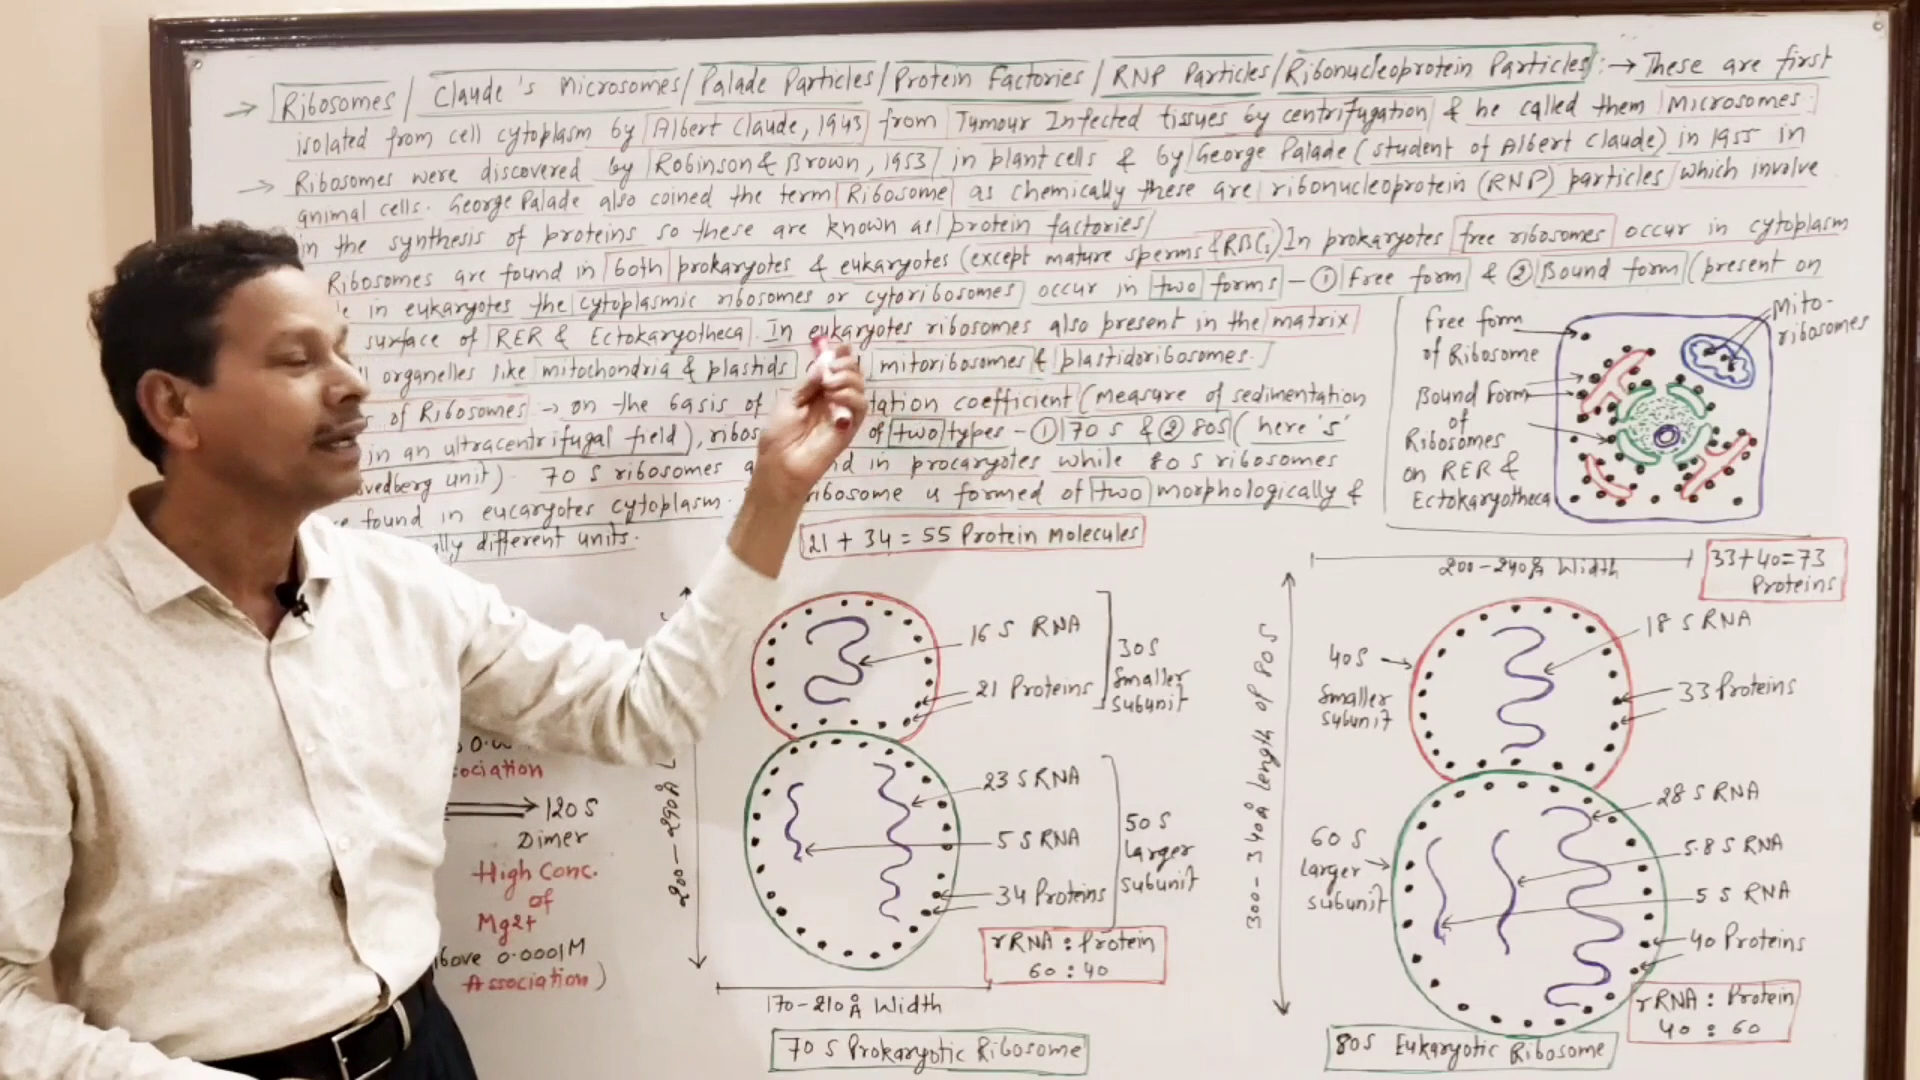 → Ribosomes / Claude's Microsomes/Palade Particles/Protein Factories/RNP Particles/Ribonucleoprotein Particles :→ These are first
isolated from cell cytoplasm by Albert Claude, 1943 from Tumour Infected tissues by centrifugation & he called them Microsomes.
→ Ribosomes were discovered by Robinson & Brown, 1953 in plant cells & by George Palade (student of Albert Claude) in 1955 in
animal cells. George Palade also coined the term Ribosome as chemically these are ribonucleoprotein (RNP) particles which involve
in the synthesis of proteins so these are known as protein factories
Ribosomes are found in both prokaryotes & eukaryotes (except mature sperms & RBCs) In prokaryotes free ribosomes occur in cytoplasm
in eukaryotes the cytoplasmic ribosomes or cytoribosomes occur in two forms - ① Free form & ② Bound form (present on
surface of RER & Ectokaryotheca. In eukaryotes ribosomes also present in the matrix
organelles like mitochondria & plastids mitoribosomes & plastidoribosomes.
of Ribosomes → on the basis of coefficient (measure of sedimentation
in an ultracentrifugal field), of two types - ① 70 S & ② 80S (here 's'
unit). 70 S ribosomes in procaryotes while 80 S ribosomes
found in eucaryotes cytoplasm. is formed of two morphologically &
different units.
Free form
of Ribosome
Bound Form
of
Ribosomes
on RER &
Ectokaryotheca
Mito-
ribosomes
21 + 34 = 55 Protein Molecules
16 S RNA
21 Proteins
30S
Smaller
subunit
23 S RNA
5 S RNA
34 Proteins
50 S
Larger
subunit
rRNA : Protein
60 : 40
200-290Å
170-210Å Width
70 S Prokaryotic Ribosome
120 S
Dimer
High Conc.
of
Mg2+
0.0001M
Association)
200-240Å Width
33+40=73
Proteins
300-340Å Length of 80S
40S
Smaller
subunit
18 S RNA
33 Proteins
60 S
Larger
subunit
28 S RNA
5.8 S RNA
5 S RNA
40 Proteins
rRNA : Protein
40 : 60
80S Eukaryotic Ribosome